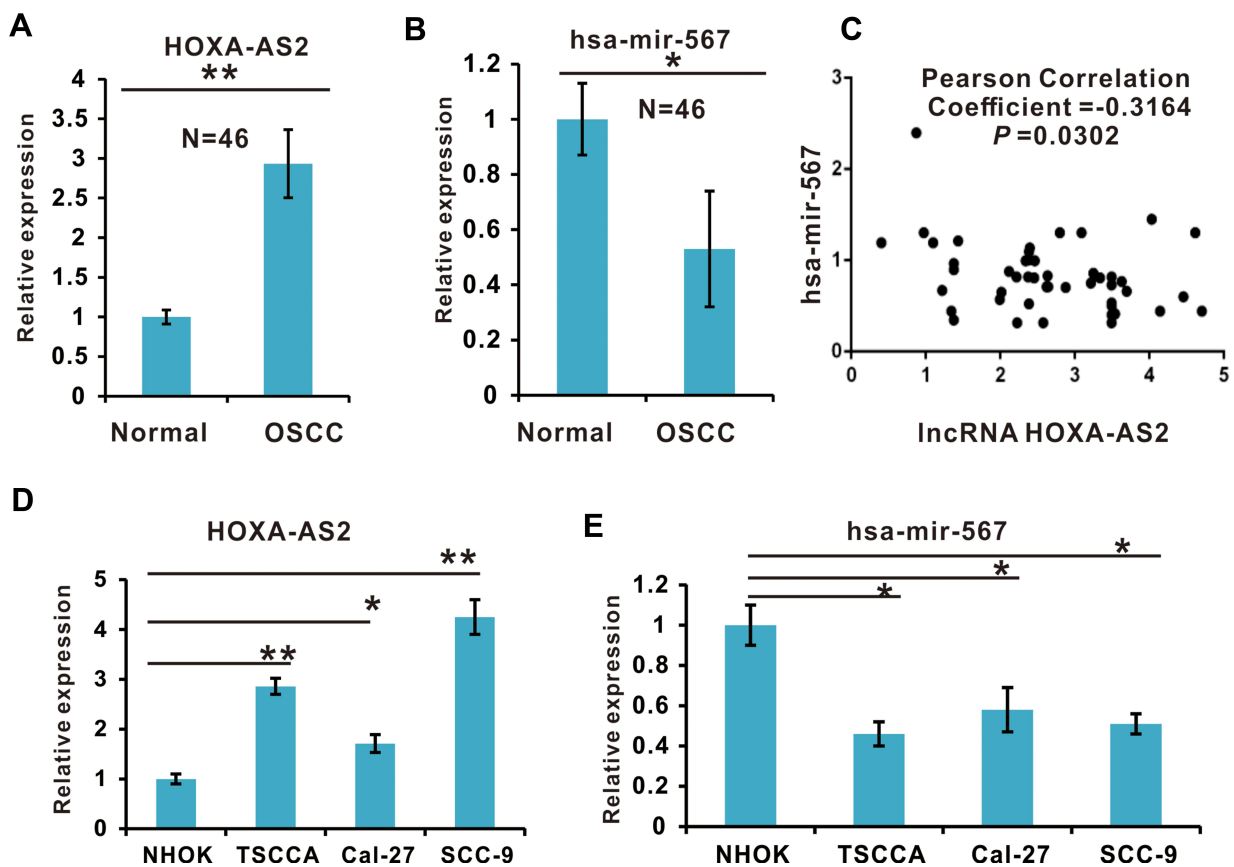 A
HOXA-AS2
**
N=46
Relative expression
4
3.5
3
2.5
2
1.5
1
0.5
0
Normal OSCC
B
hsa-mir-567
*
N=46
Relative expression
1.2
1
0.8
0.6
0.4
0.2
0
Normal OSCC
C
Pearson Correlation
Coefficient =-0.3164
P =0.0302
hsa-mir-567
3
2
1
0
0 1 2 3 4 5
lncRNA HOXA-AS2
D
HOXA-AS2
**
*
**
Relative expression
5
4
3
2
1
0
NHOK TSCCA Cal-27 SCC-9
E
hsa-mir-567
*
*
*
Relative expression
1.2
1
0.8
0.6
0.4
0.2
0
NHOK TSCCA Cal-27 SCC-9